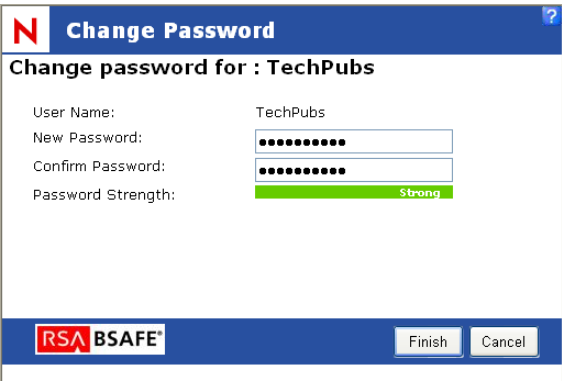 N Change Password ?
Change password for : TechPubs
User Name: TechPubs
New Password: ••••••••••
Confirm Password: ••••••••••
Password Strength: Strong
RSA BSAFE® Finish Cancel